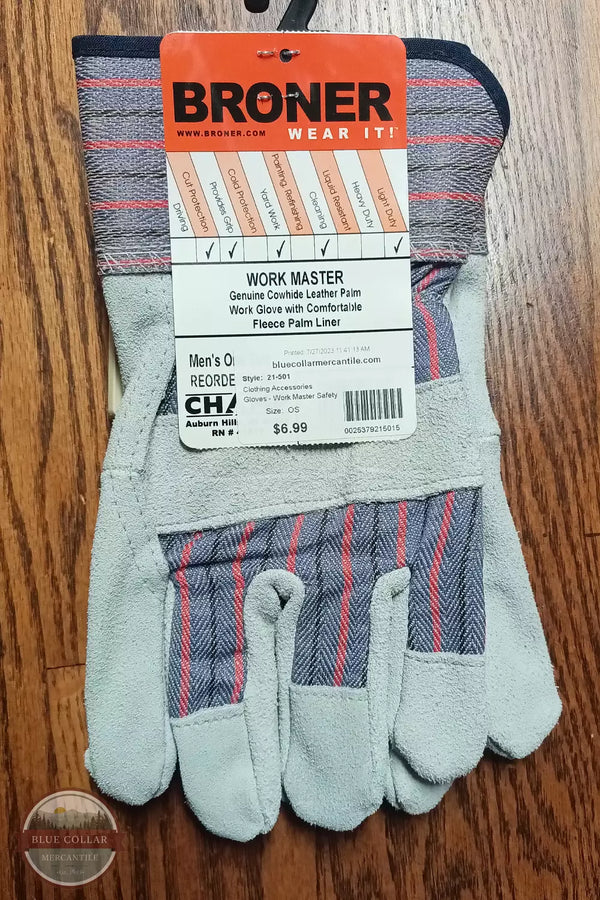 BRONER
WWW.BRONER.COM WEAR IT!
Driving
Cut Protection
Provides Grip
Cold Protection
Yard Work
Painting, Refinishing
Cleaning
Liquid Resistant
Heavy Duty
Light Duty
WORK MASTER
Genuine Cowhide Leather Palm
Work Glove with Comfortable
Fleece Palm Liner
Men's
REORDE
CHA
Auburn Hill
RN #
Printed: 7/27/2023 11:41:13 AM
bluecollarmercantile.com
Style: 21-501
Clothing Accessories
Gloves - Work Master Safety
Size: OS
$6.99
0025379215015
BLUE COLLAR
MERCANTILE